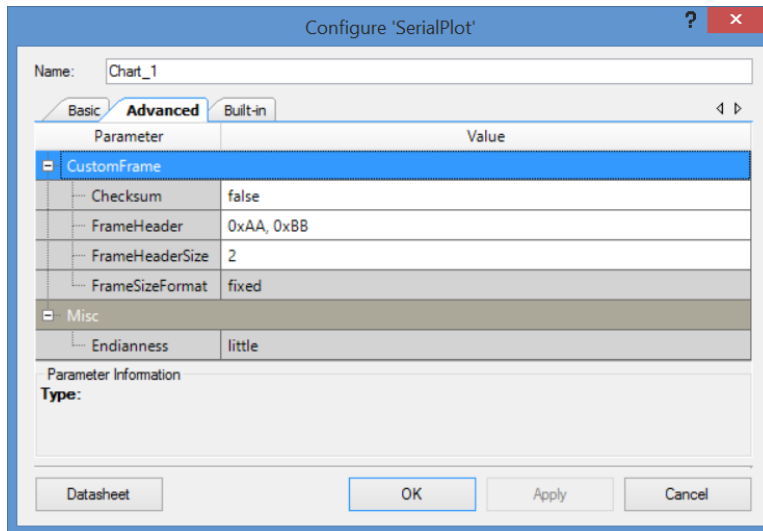 Configure 'SerialPlot'
?
Name: Chart_1
Basic Advanced Built-in
Parameter Value
CustomFrame
Checksum false
FrameHeader 0xAA, 0xBB
FrameHeaderSize 2
FrameSizeFormat fixed
Misc
Endianness little
Parameter Information
Type:
Datasheet OK Apply Cancel